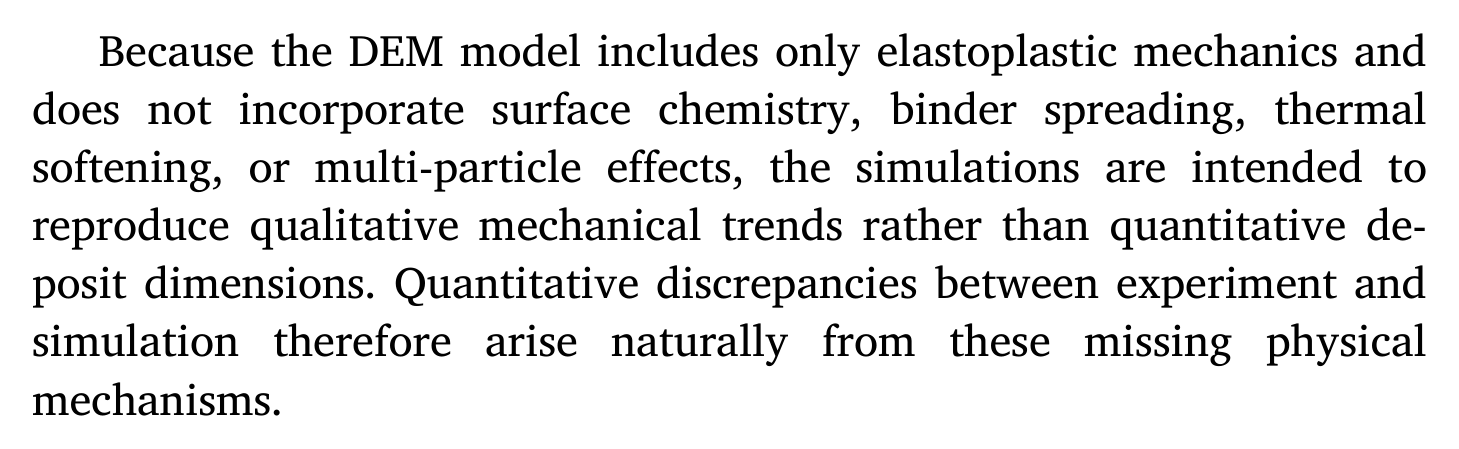 Because the DEM model includes only elastoplastic mechanics and
does not incorporate surface chemistry, binder spreading, thermal
softening, or multi-particle effects, the simulations are intended to
reproduce qualitative mechanical trends rather than quantitative de-
posit dimensions. Quantitative discrepancies between experiment and
simulation therefore arise naturally from these missing physical
mechanisms.